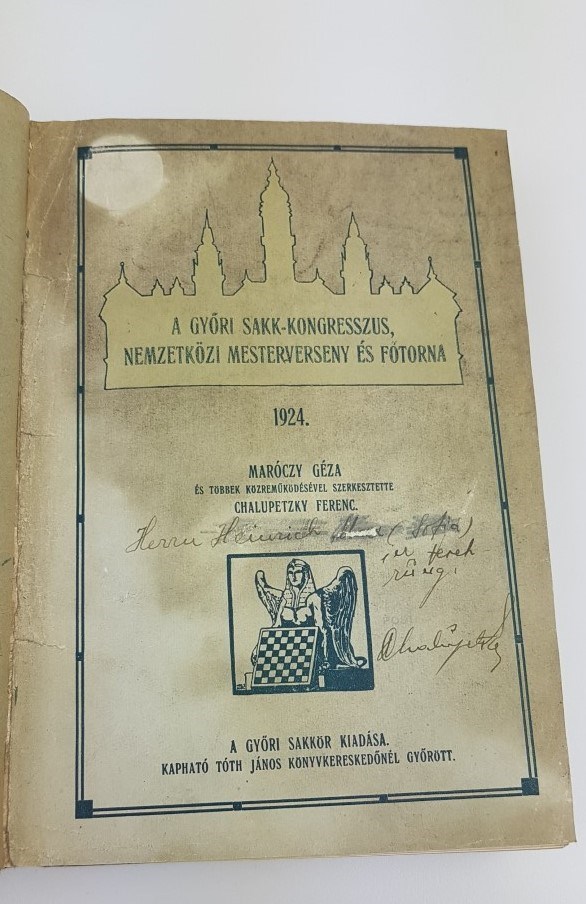 A GYŐRI SAKK-KONGRESSZUS,
NEMZETKÖZI MESTERVERSENY ÉS FŐTORNA
1924.
MARÓCZY GÉZA
ÉS TÖBBEK KÖZREMŰKÖDÉSÉVEL SZERKESZTETTE
CHALUPETZKY FERENC.
Herrn Heinrich (Sofia)
A GYŐRI SAKKÖR KIADÁSA.
KAPHATÓ TÓTH JÁNOS KÖNYVKERESKEDŐNÉL GYŐRÖTT.